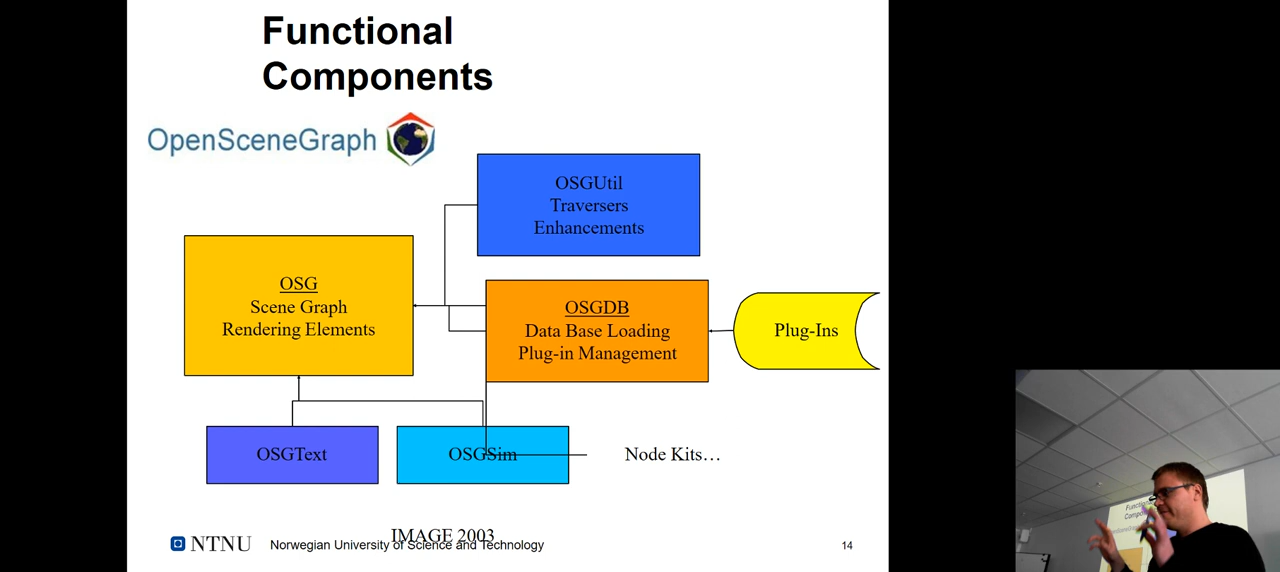 Functional
Components
OpenSceneGraph
OSGUtil
Traversers
Enhancements
OSG
Scene Graph
Rendering Elements
OSGDB
Data Base Loading
Plug-in Management
Plug-Ins
OSGText
OSGSim
Node Kits…
IMAGE 2003
NTNU
Norwegian University of Science and Technology
14
Functional